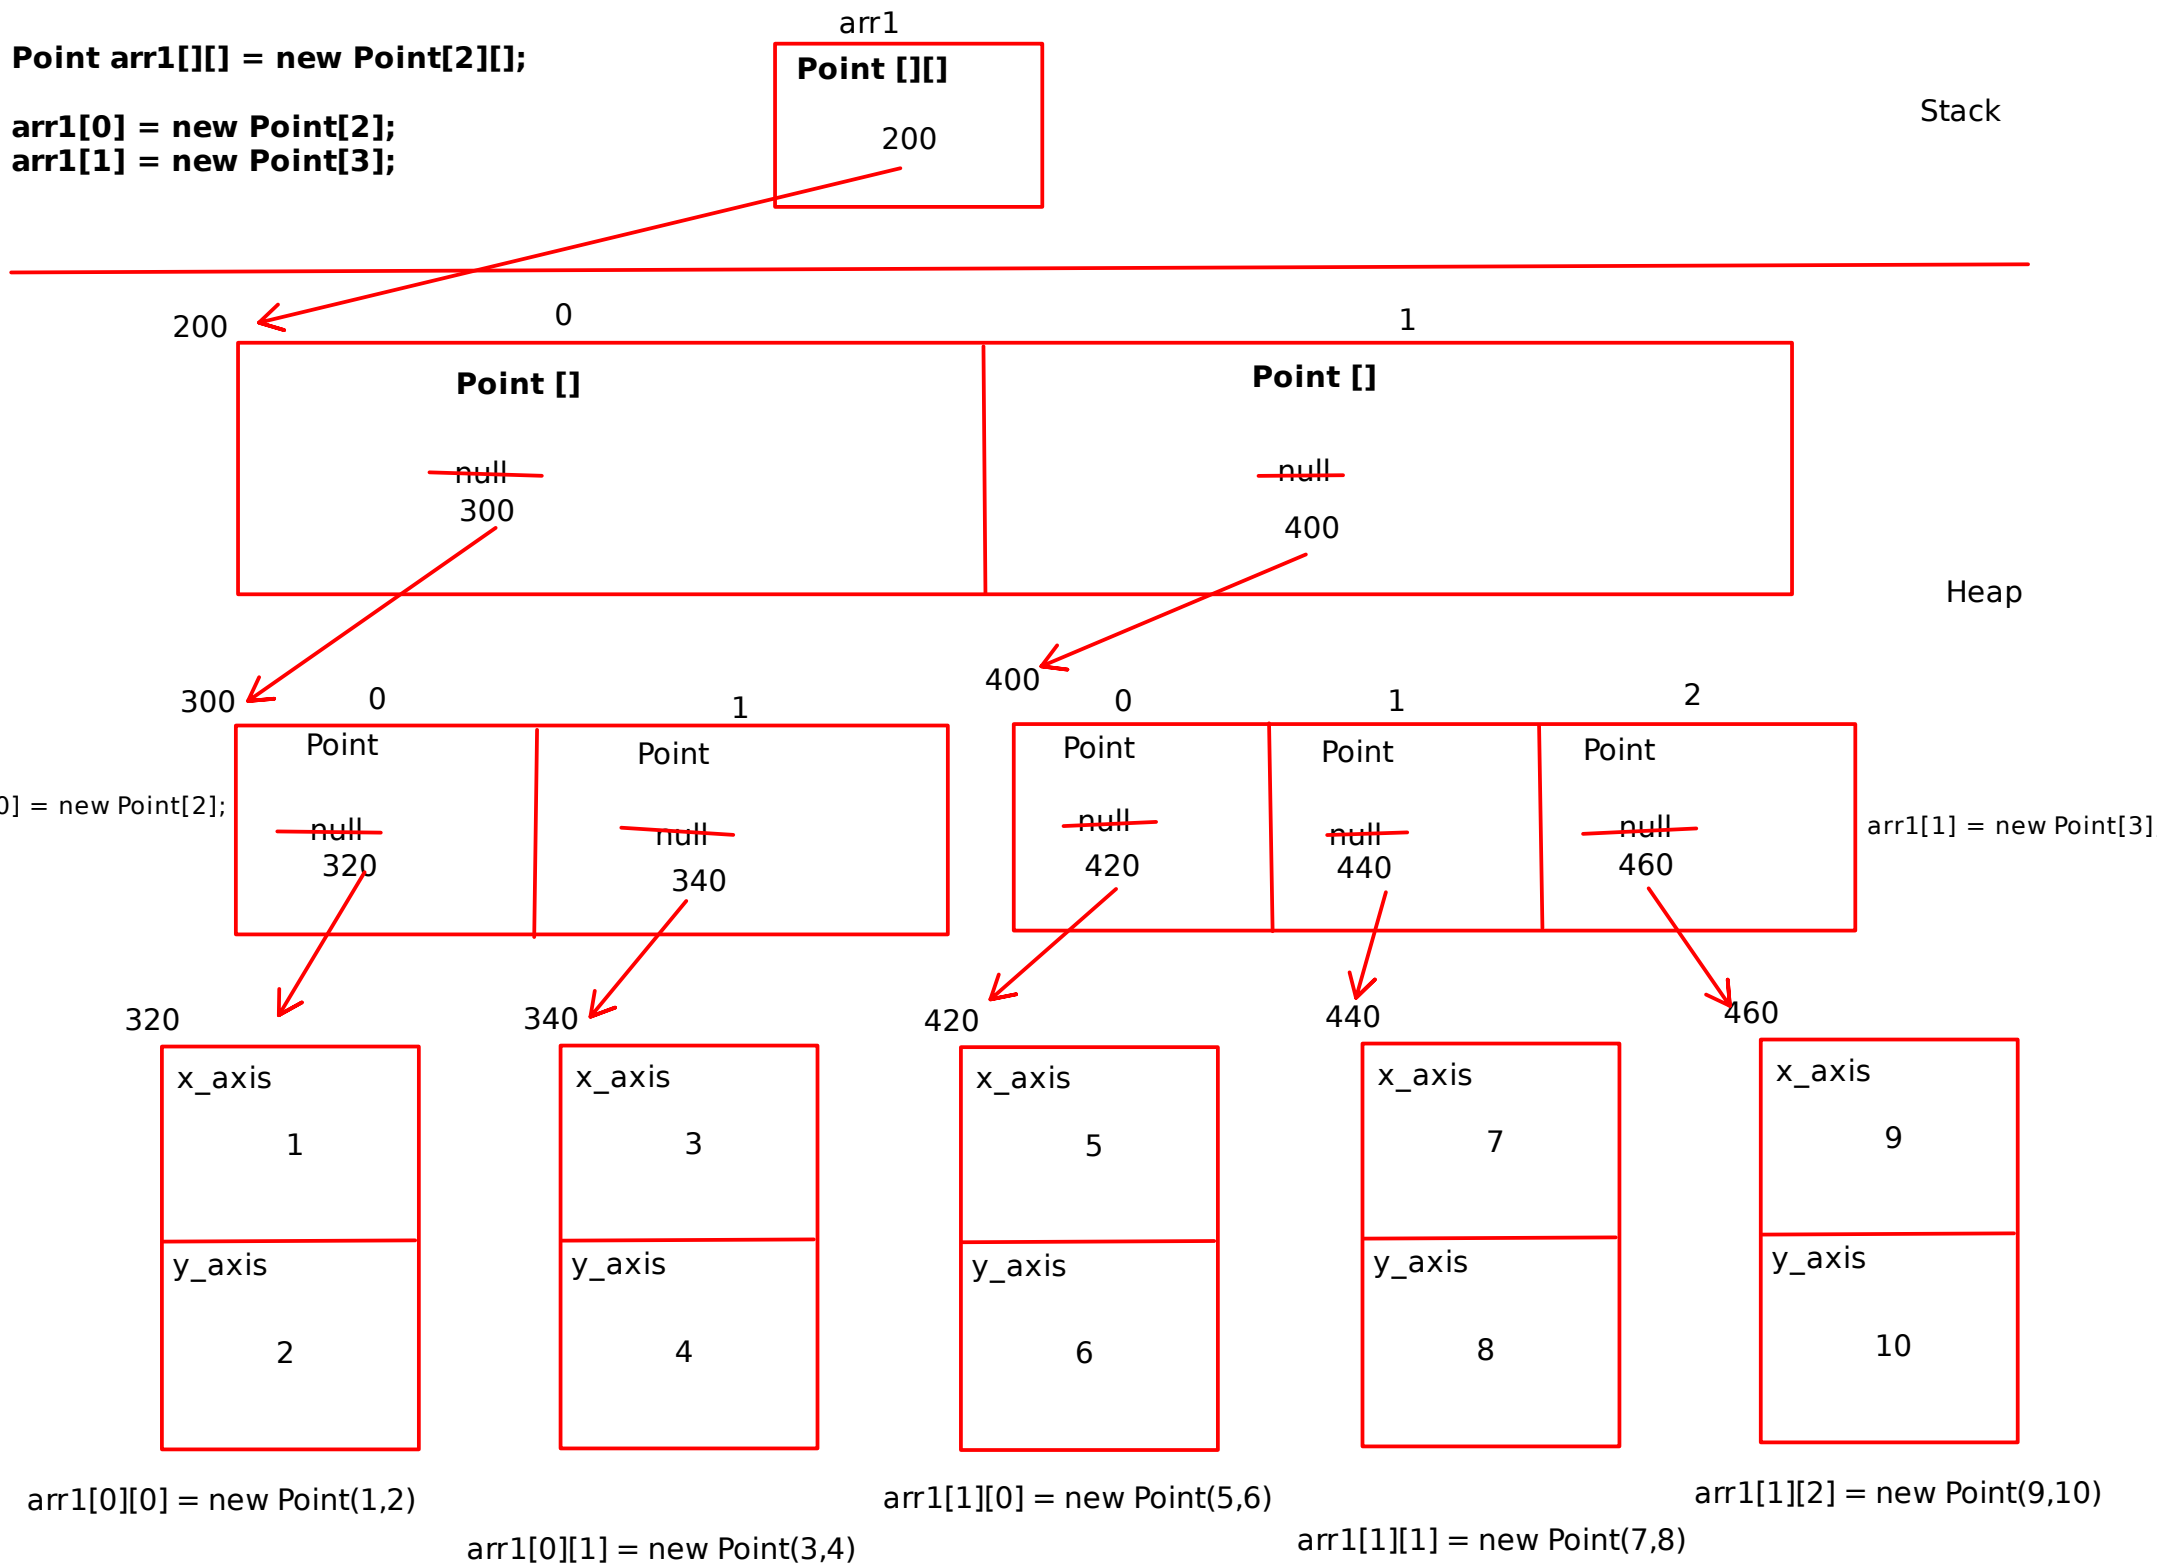 arr1
Point arr1[][] = new Point[2][];
Point [][]
Stack
arr1[0] = new Point[2];
200
arr1[1] = new Point[3];
200
0
1
Point []
Point []
null
null
300
400
Heap
300
0
1
400
0
1
2
Point
Point
Point
Point
Point
0] = new Point[2];
null
null
null
null
null
arr1[1] = new Point[3]
320
340
420
440
460
320
340
420
440
460
x_axis
x_axis
x_axis
x_axis
x_axis
1
3
5
7
9
y_axis
y_axis
y_axis
y_axis
y_axis
2
4
6
8
10
arr1[0][0] = new Point(1,2)
arr1[1][0] = new Point(5,6)
arr1[1][2] = new Point(9,10)
arr1[0][1] = new Point(3,4)
arr1[1][1] = new Point(7,8)